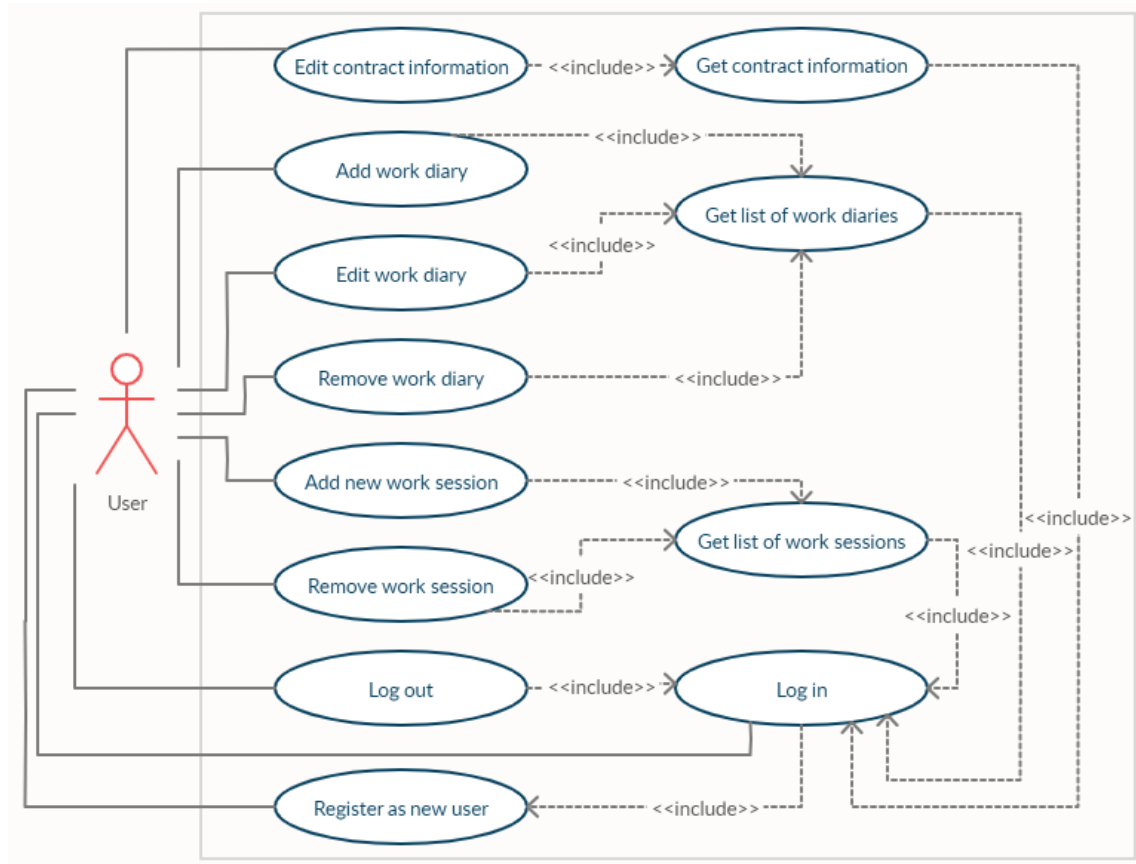 Edit contract information
<<include>>
Get contract information
<<include>>
Add work diary
Get list of work diaries
<<include>>
Edit work diary
Remove work diary
<<include>>
Add new work session
<<include>>
User
<<include>>
Get list of work sessions
<<include>>
Remove work session
<<include>>
<<include>>
Log out
<<include>>
Log in
Register as new user
<<include>>